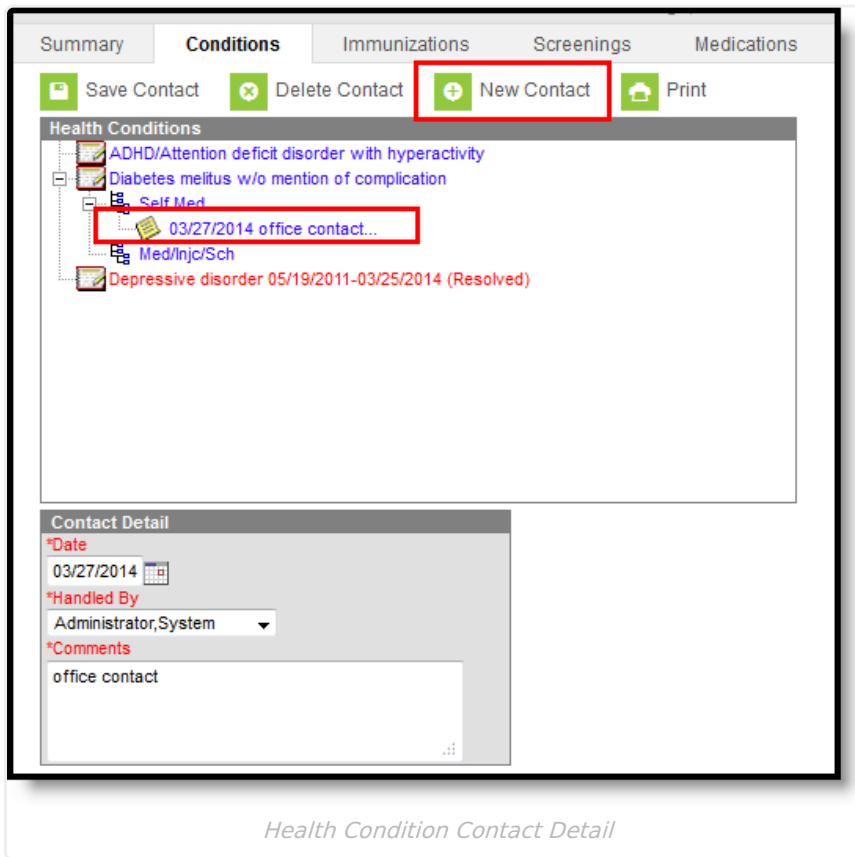 Summary Conditions Immunizations Screenings Medications
Save Contact Delete Contact New Contact Print
Health Conditions
ADHD/Attention deficit disorder with hyperactivity
Diabetes melitus w/o mention of complication
Self Med
03/27/2014 office contact...
Med/Injc/Sch
Depressive disorder 05/19/2011-03/25/2014 (Resolved)
Contact Detail
*Date
03/27/2014
*Handled By
Administrator,System
*Comments
office contact
Health Condition Contact Detail